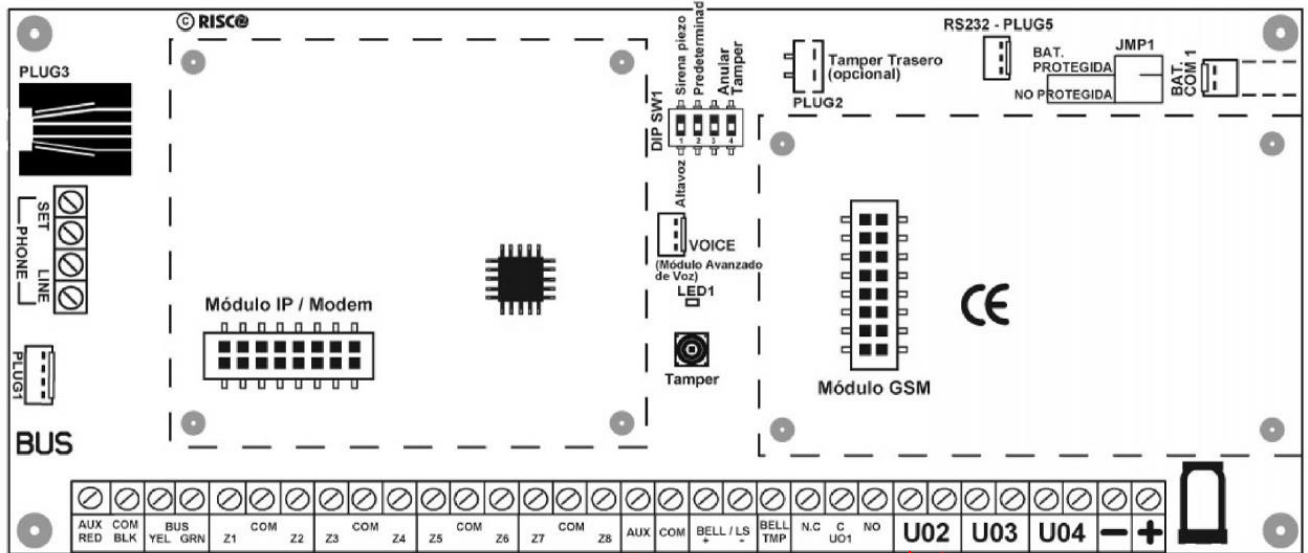 © RISCO
PLUG3
SET
LINE
PHONE
PLUG1
BUS
Módulo IP / Modem
Sirena piezo
Predeterminad
Anular
Tamper
DIP SW1
1 2 3 4
Altavoz
VOICE
(Módulo Avanzado
de Voz)
LED1
Tamper
Tamper Trasero
(opcional)
PLUG2
RS232 - PLUG5
BAT.
PROTEGIDA
NO PROTEGIDA
JMP1
BAT.
COM 1
Módulo GSM
CE
AUX
RED
COM
BLK
BUS
YEL GRN
Z1 COM Z2
Z3 COM Z4
Z5 COM Z6
Z7 COM Z8
AUX
COM
BELL / LS
+ -
BELL
TMP
N.C C NO
UO1
U02
U03
U04
- +